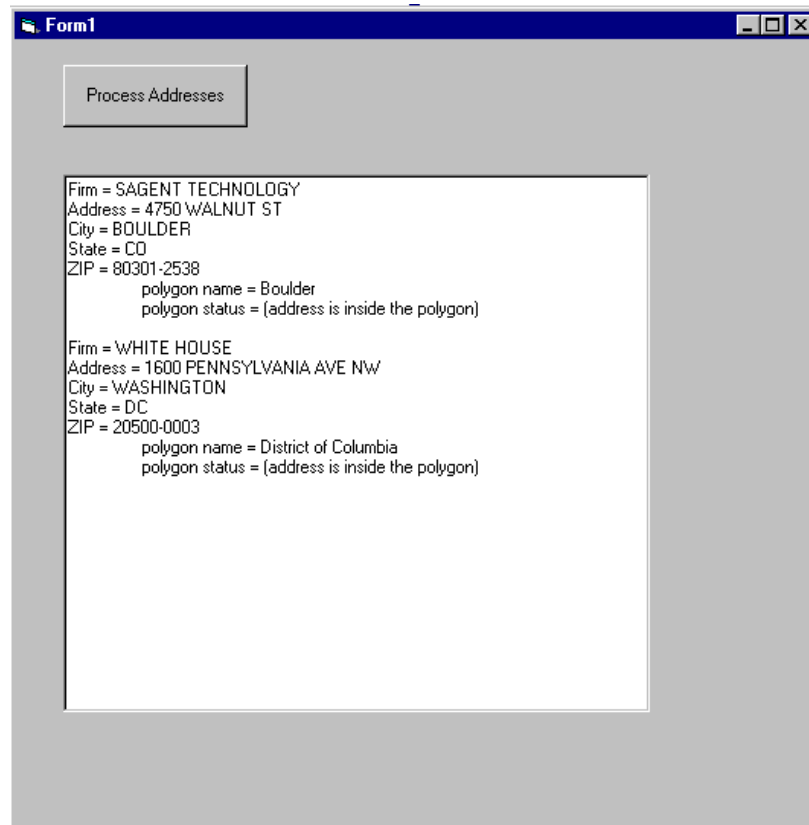 Form1
Process Addresses
Firm = SAGENT TECHNOLOGY
Address = 4750 WALNUT ST
City = BOULDER
State = CO
ZIP = 80301-2538
polygon name = Boulder
polygon status = (address is inside the polygon)
Firm = WHITE HOUSE
Address = 1600 PENNSYLVANIA AVE NW
City = WASHINGTON
State = DC
ZIP = 20500-0003
polygon name = District of Columbia
polygon status = (address is inside the polygon)